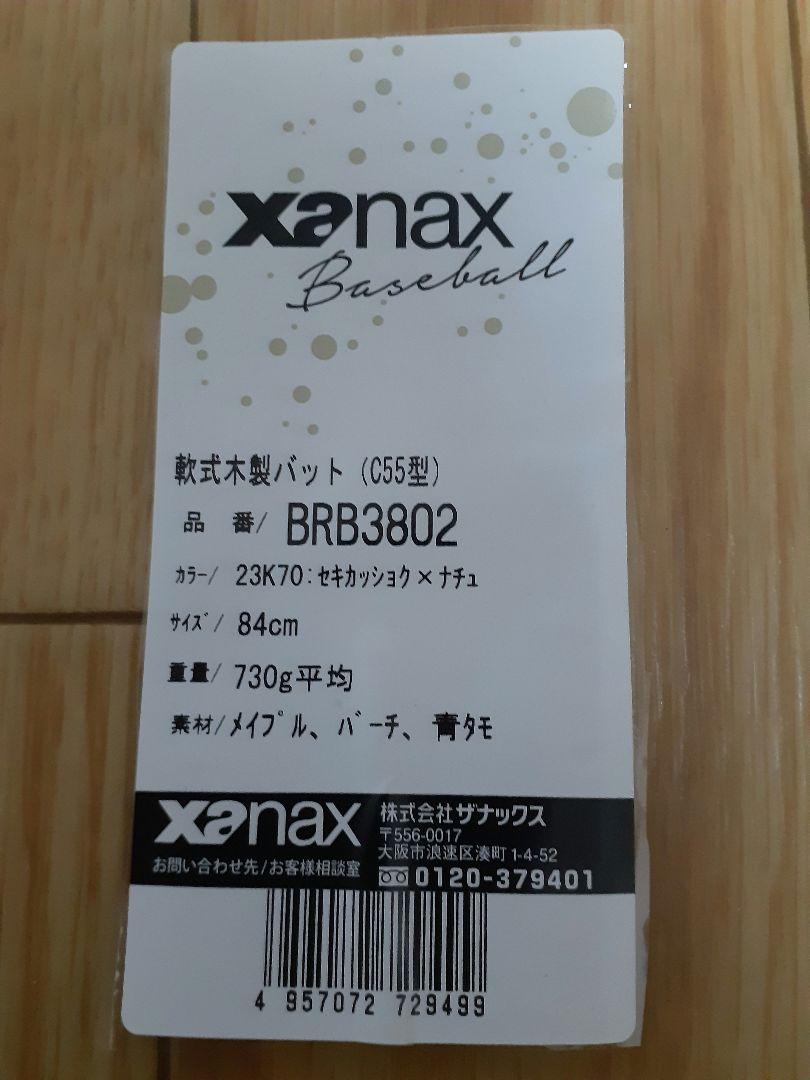 xanax
Baseball
軟式木製バット (C55型)
品 番/ BRB3802
ｶﾗｰ/ 23K70:ｾｷｶｯｼｮｸ×ﾅﾁｭ
ｻｲｽﾞ/ 84cm
重量/ 730g平均
素材/ﾒｲﾌﾟﾙ、ﾊﾞｰﾁ、青ﾀﾓ
xanax
お問い合わせ先/お客様相談室
株式会社ザナックス
〒556-0017
大阪市浪速区湊町1-4-52
0120-379401
4 957072 729499